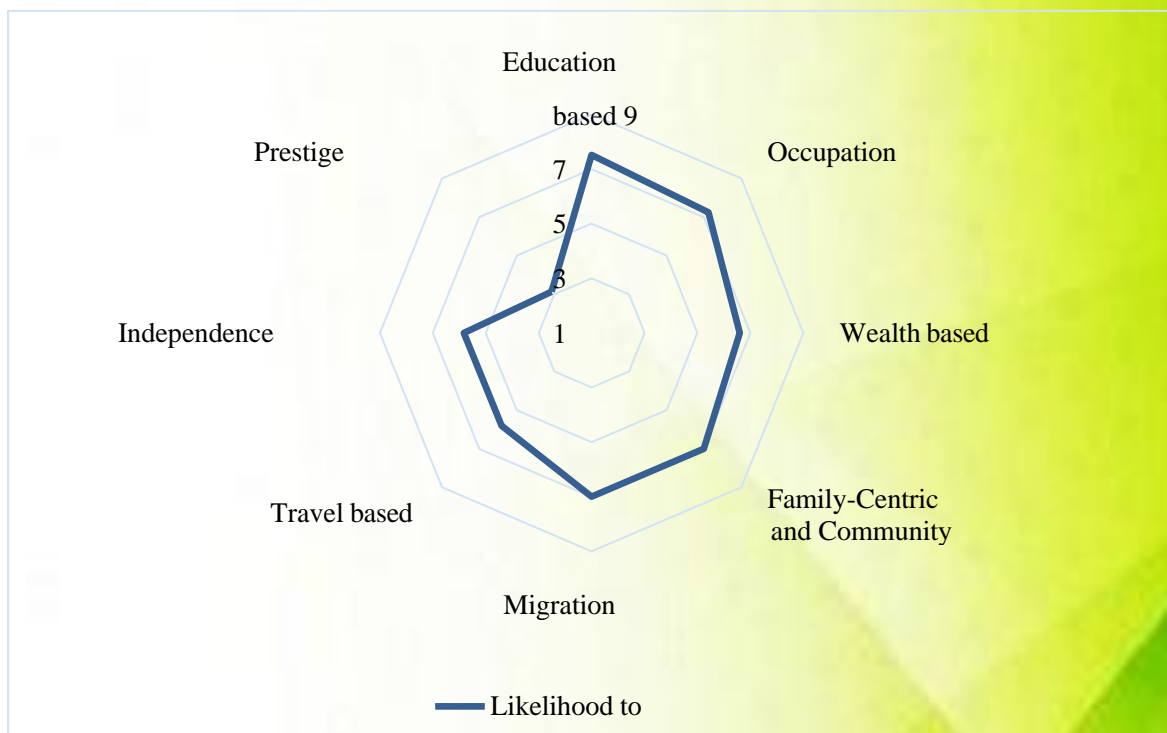 Education
based 9
Prestige
Occupation
7
5
3
Independence
1
Wealth based
Travel based
Family-Centric
and Community
Migration
Likelihood to